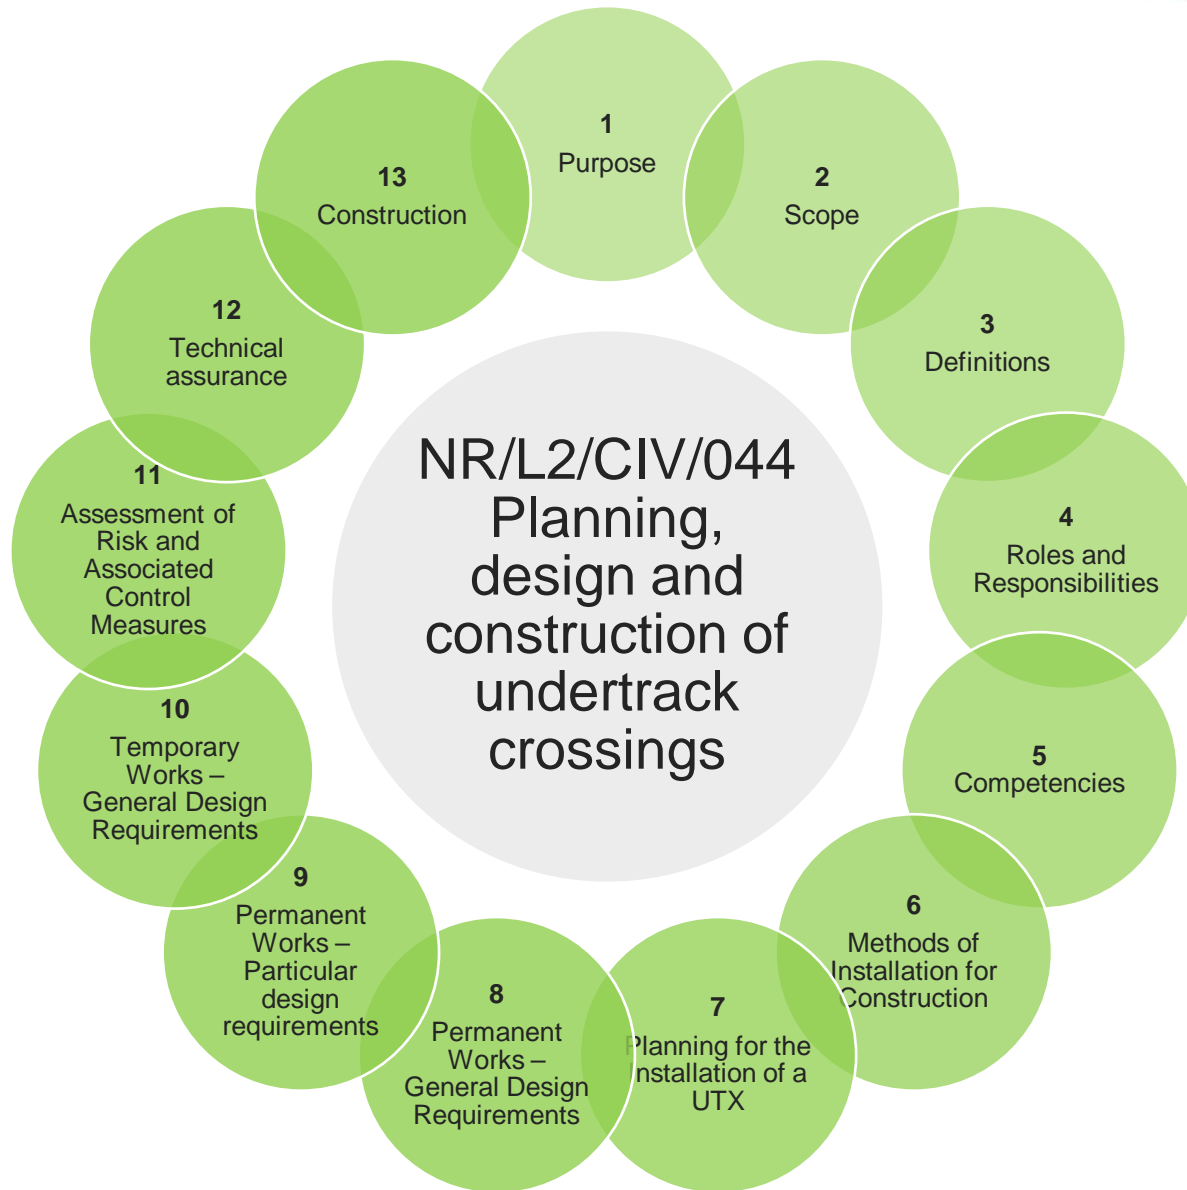 1
Purpose
2
Scope
3
Definitions
4
Roles and
Responsibilities
5
Competencies
6
Methods of
Installation for
Construction
7
Planning for the
Installation of a
UTX
8
Permanent
Works –
General Design
Requirements
9
Permanent
Works –
Particular
design
requirements
10
Temporary
Works –
General Design
Requirements
11
Assessment of
Risk and
Associated
Control
Measures
12
Technical
assurance
13
Construction
NR/L2/CIV/044
Planning,
design and
construction of
undertrack
crossings